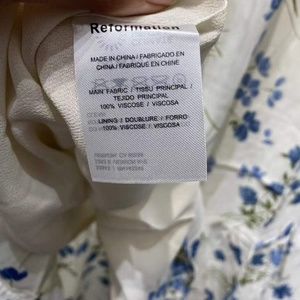 Reformation
MADE IN CHINA / FABRICADO EN
CHINA / FABRIQUE EN CHINE
MAIN FABRIC / TISSU PRINCIPAL /
TEJIDO PRINCIPAL
100% VISCOSE / VISCOSA
LINING / DOUBLURE / FORRO
100% VISCOSE / VISCOSA